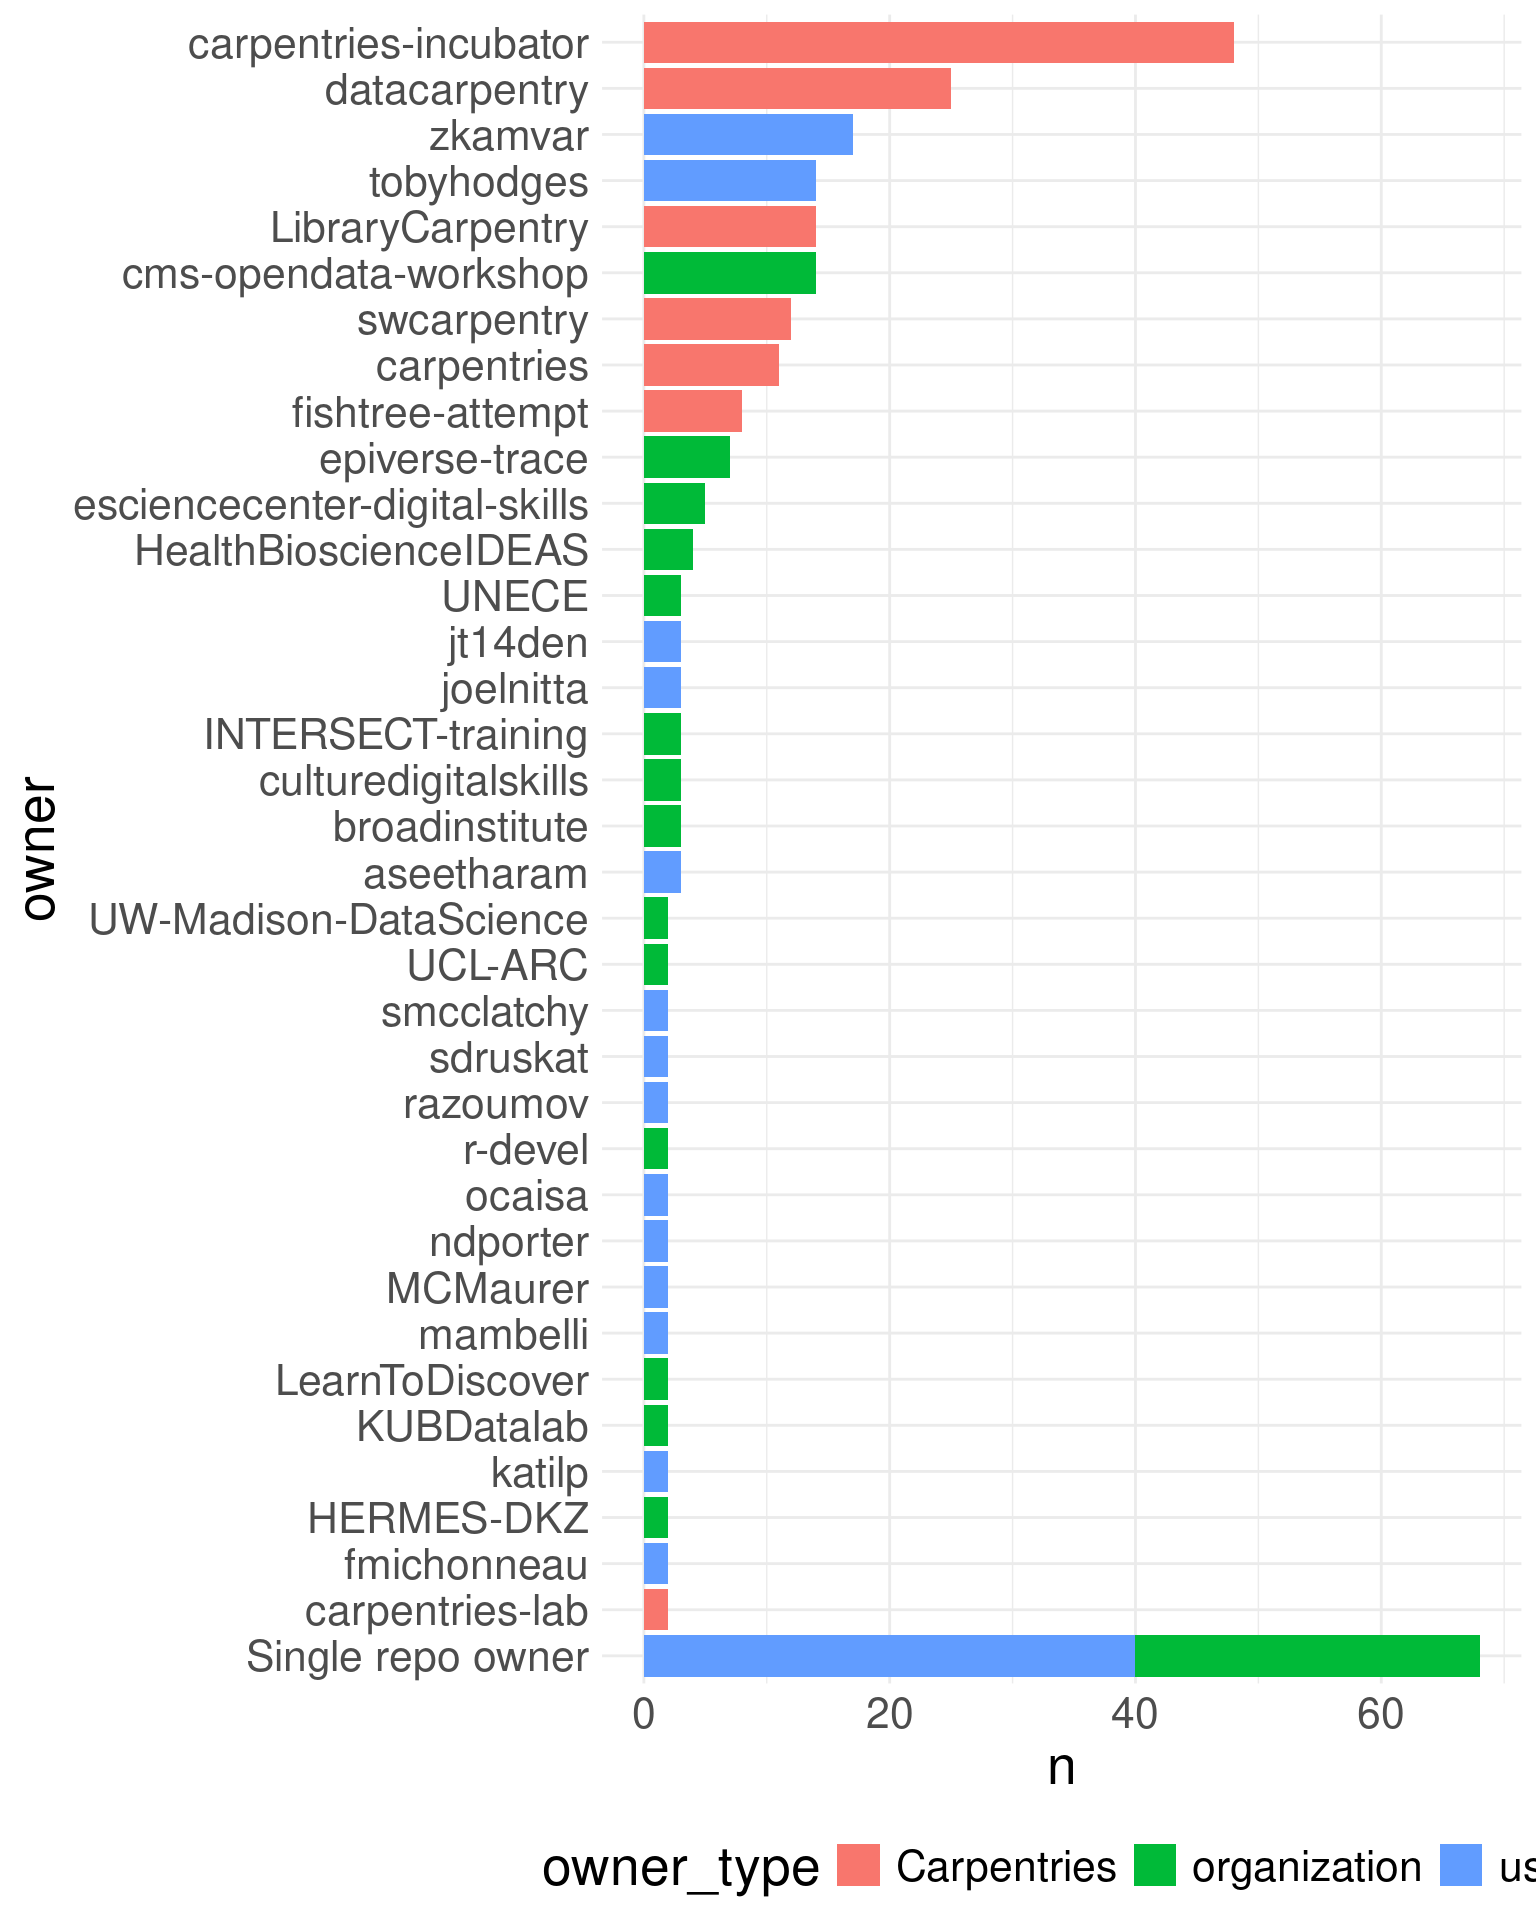 carpentries-incubator
datacarpentry
zkamvar
tobyhodges
LibraryCarpentry
cms-opendata-workshop
swcarpentry
carpentries
fishtree-attempt
epiverse-trace
esciencecenter-digital-skills
HealthBioscienceIDEAS
UNECE
jt14den
joelnitta
INTERSECT-training
culturedigitalskills
broadinstitute
aseetharam
UW-Madison-DataScience
UCL-ARC
smcclatchy
sdruskat
razoumov
r-devel
ocaisa
ndporter
MCMaurer
mambelli
LearnToDiscover
KUBDatalab
katilp
HERMES-DKZ
fmichonneau
carpentries-lab
Single repo owner
owner
0 20 40 60
n
owner_type Carpentries organization